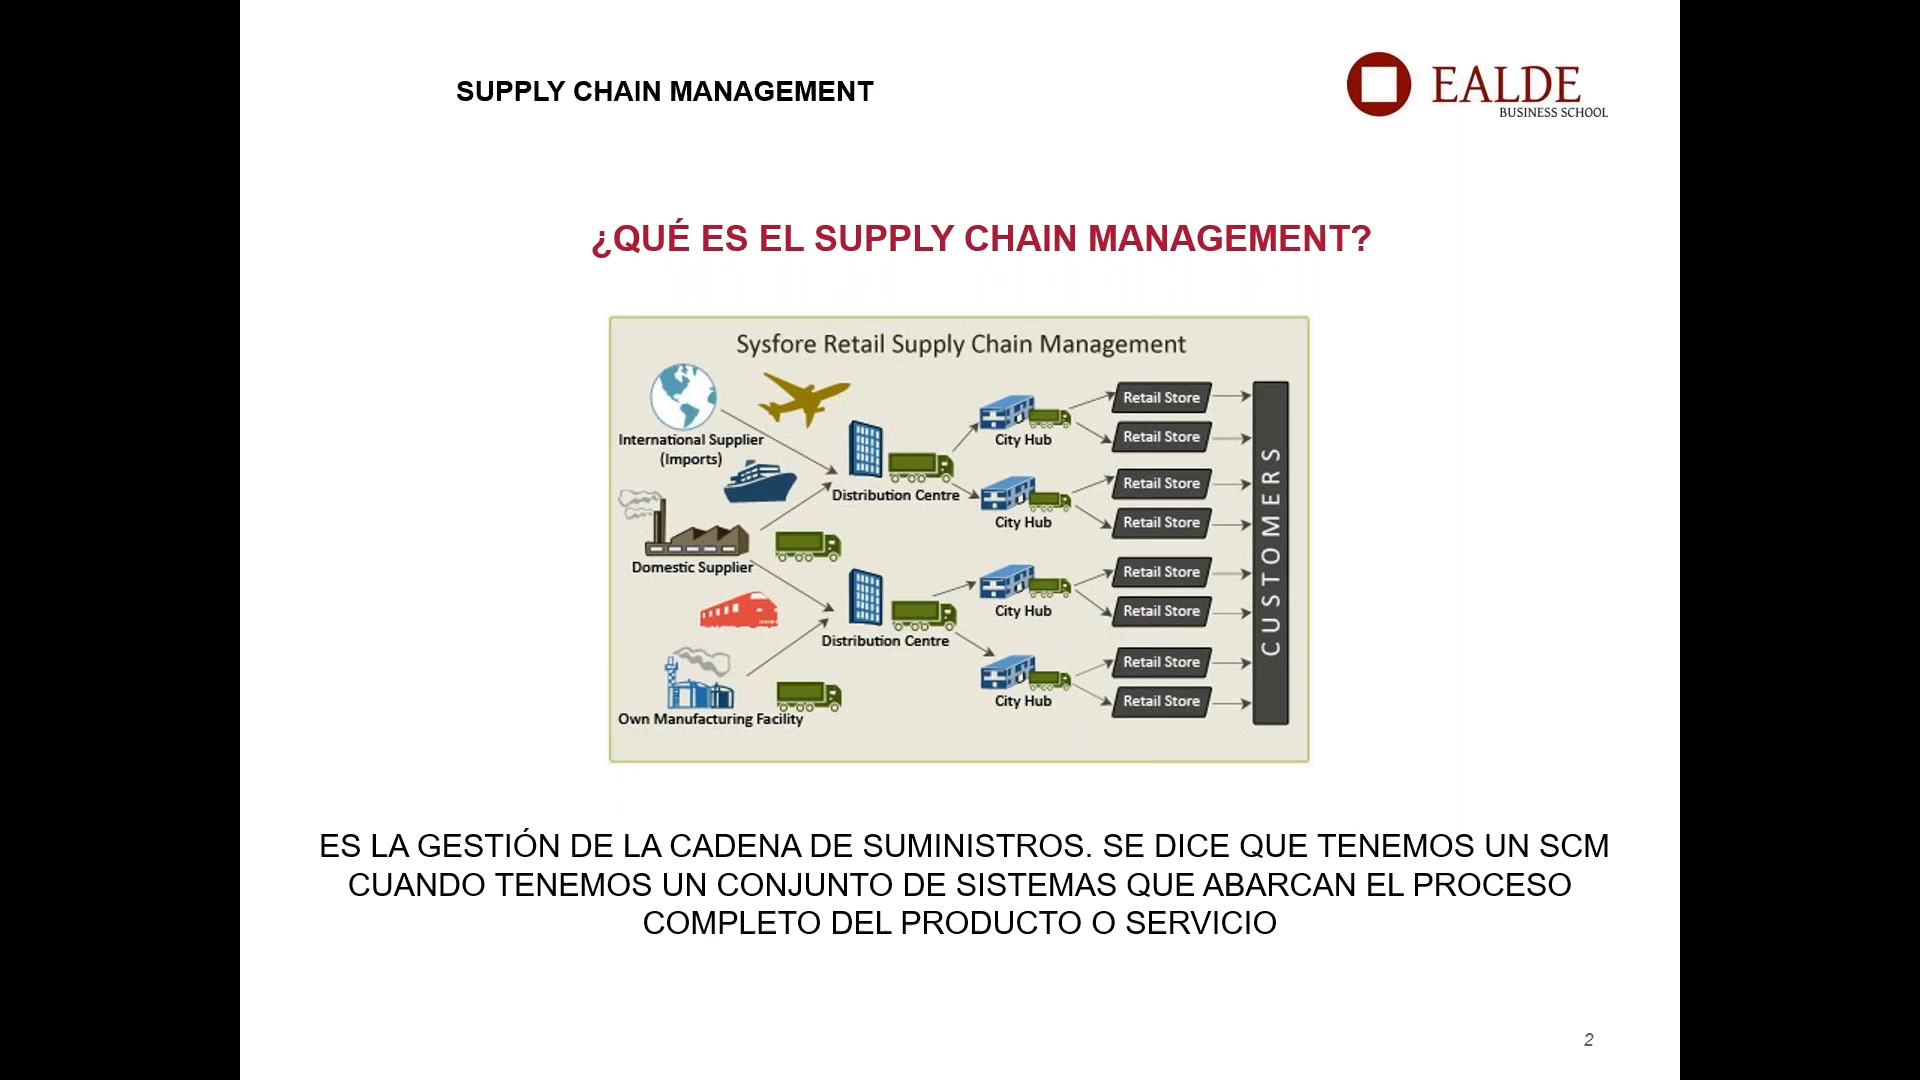 SUPPLY CHAIN MANAGEMENT
EALDE
BUSINESS SCHOOL
¿QUÉ ES EL SUPPLY CHAIN MANAGEMENT?
Sysfore Retail Supply Chain Management
International Supplier
(Imports)
Domestic Supplier
Own Manufacturing Facility
Distribution Centre
Distribution Centre
City Hub
City Hub
City Hub
City Hub
Retail Store
Retail Store
Retail Store
Retail Store
Retail Store
Retail Store
Retail Store
Retail Store
CUSTOMERS
ES LA GESTIÓN DE LA CADENA DE SUMINISTROS. SE DICE QUE TENEMOS UN SCM
CUANDO TENEMOS UN CONJUNTO DE SISTEMAS QUE ABARCAN EL PROCESO
COMPLETO DEL PRODUCTO O SERVICIO
2